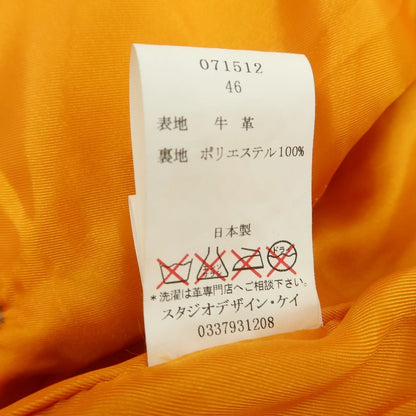 071512
46
表地 牛革
裏地 ポリエステル100%
日本製
ドライ
*洗濯は革専門店へご相談下さい
スタジオデザイン・ケイ
0337931208